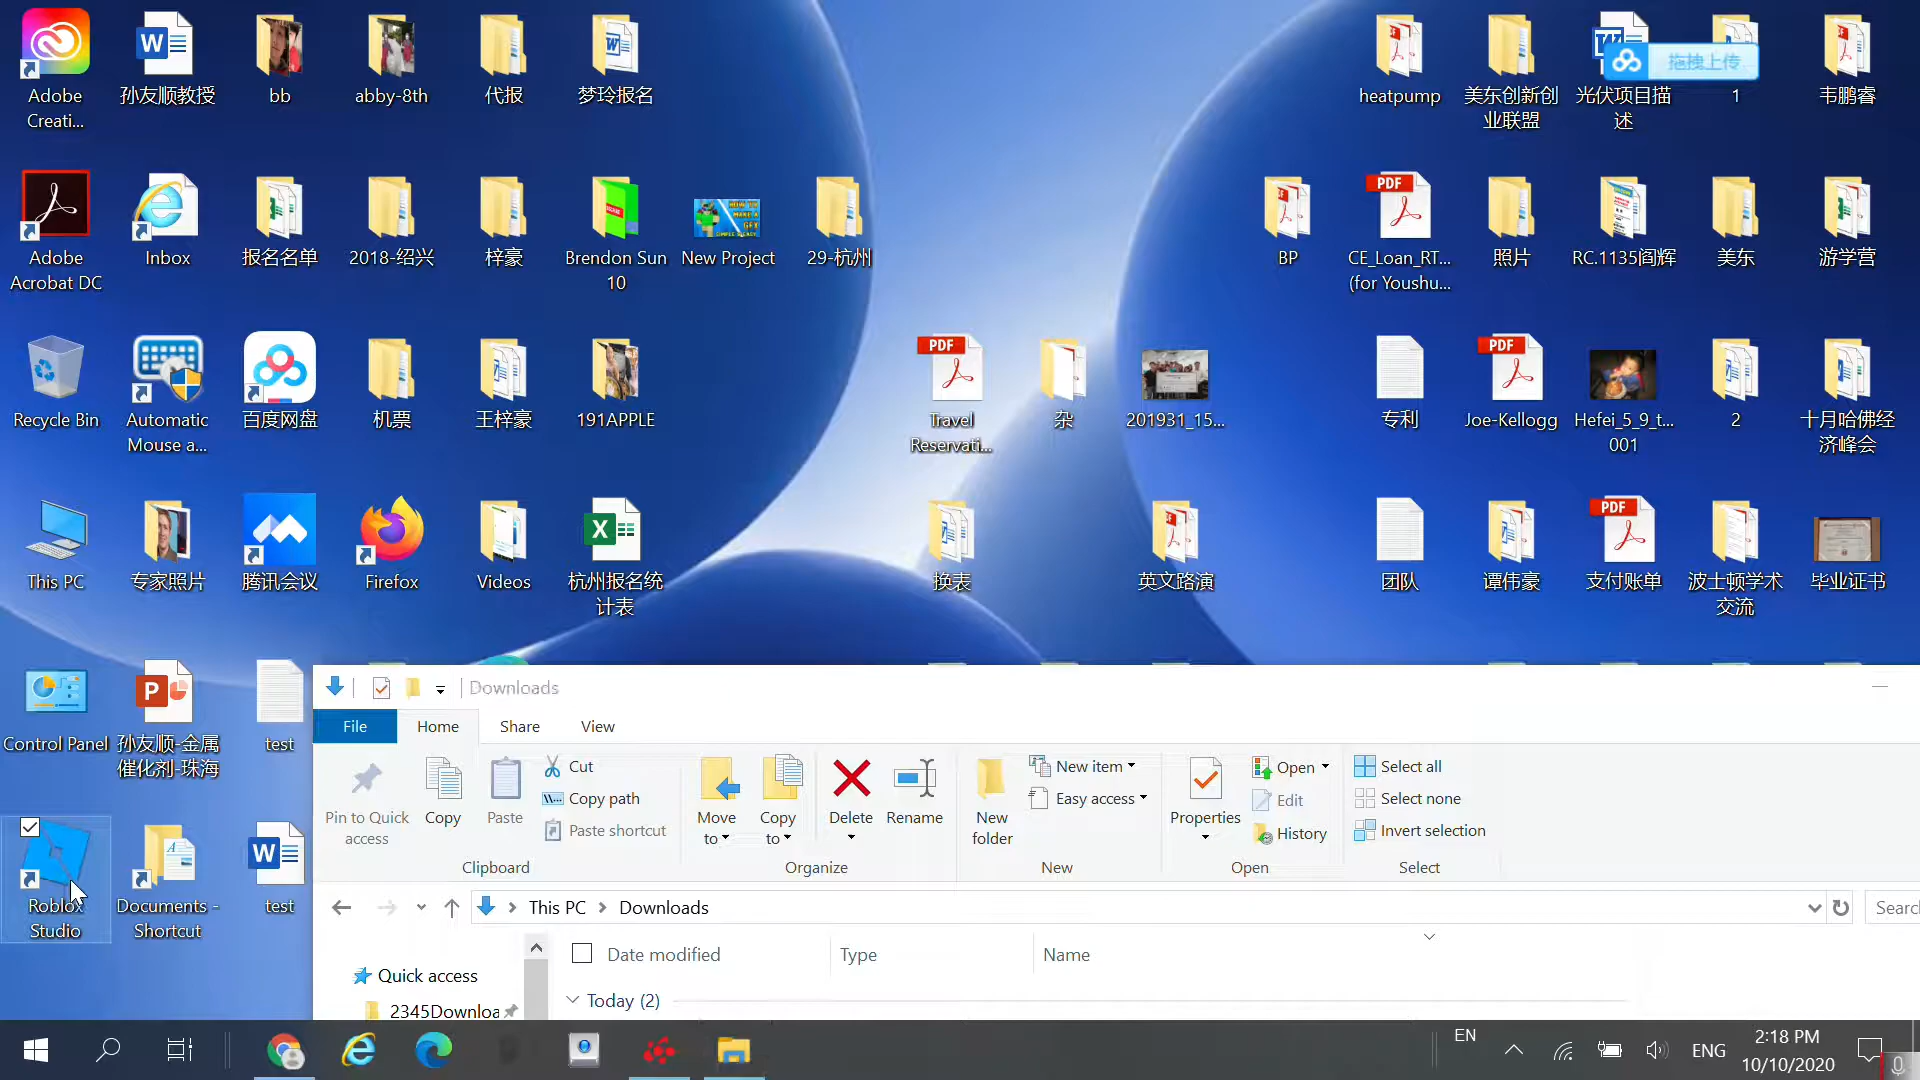 Adobe
Creati...
孙友顺教授
bb
abby-8th
代报
梦玲报名
heatpump
美东创新创
业联盟
光伏项目描
述
拖拽上传
1
韦鹏睿
Adobe
Acrobat DC
Inbox
报名名单
2018-绍兴
梓豪
Brendon Sun
10
New Project
29-杭州
BP
PDF
CE_Loan_RT...
(for Youshu...
照片
RC.1135阎辉
美东
游学营
Recycle Bin
Automatic
Mouse a...
百度网盘
机票
王梓豪
191APPLE
PDF
Travel
Reservati...
杂
201931_15...
专利
PDF
Joe-Kellogg
Hefei_5_9_t...
001
2
十月哈佛经
济峰会
This PC
专家照片
腾讯会议
Firefox
Videos
杭州报名统
计表
换表
英文路演
团队
谭伟豪
PDF
支付账单
波士顿学术
交流
毕业证书
Control Panel
孙友顺-金属
催化剂-珠海
test
Roblox
Studio
Documents -
Shortcut
test
Downloads
File
Home
Share
View
Pin to Quick
access
Copy
Paste
Cut
Copy path
Paste shortcut
Clipboard
Move
to
Copy
to
Delete
Rename
Organize
New
folder
New item
Easy access
New
Properties
Open
Edit
History
Open
Select all
Select none
Invert selection
Select
This PC
Downloads
Quick access
Date modified
Type
Name
Today (2)
EN
ENG
2:18 PM
10/10/2020